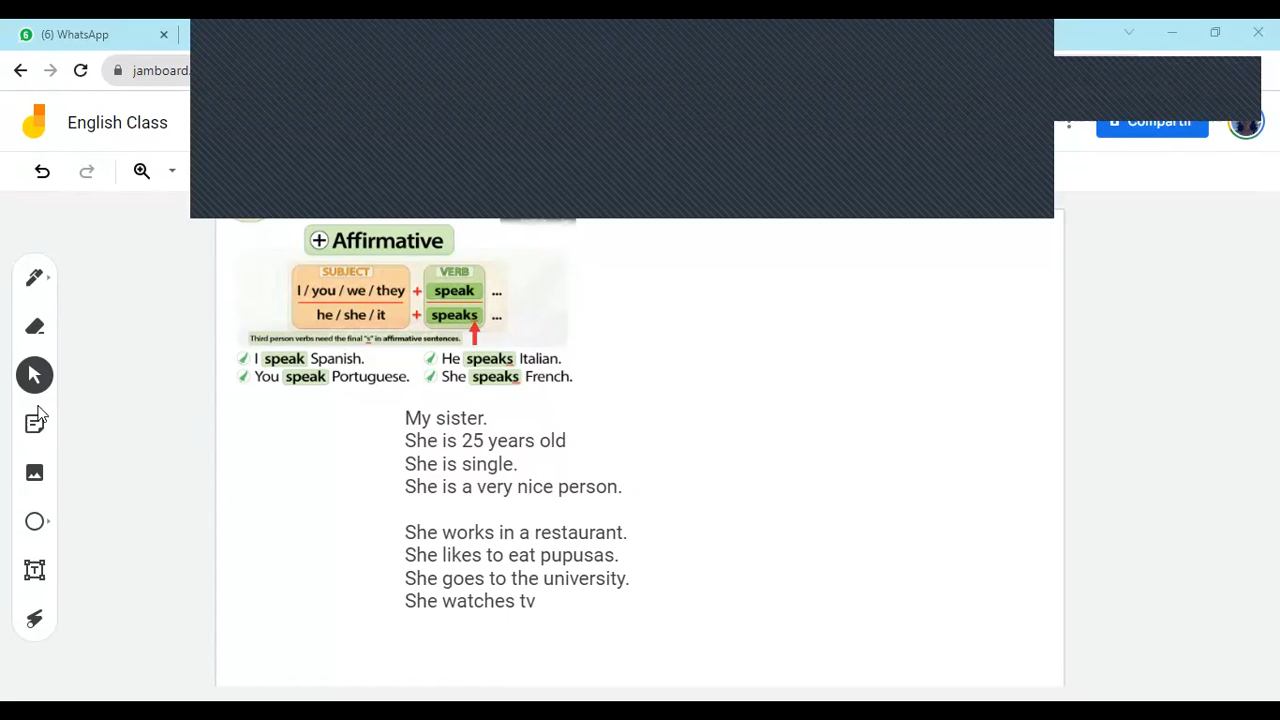 (6) WhatsApp
jamboard.
English Class
Compartir
Affirmative
SUBJECT VERB
I / you / we / they + speak ...
he / she / it + speaks ...
Third person verbs need the final "s" in affirmative sentences.
I speak Spanish. He speaks Italian.
You speak Portuguese. She speaks French.
My sister.
She is 25 years old
She is single.
She is a very nice person.
She works in a restaurant.
She likes to eat pupusas.
She goes to the university.
She watches tv